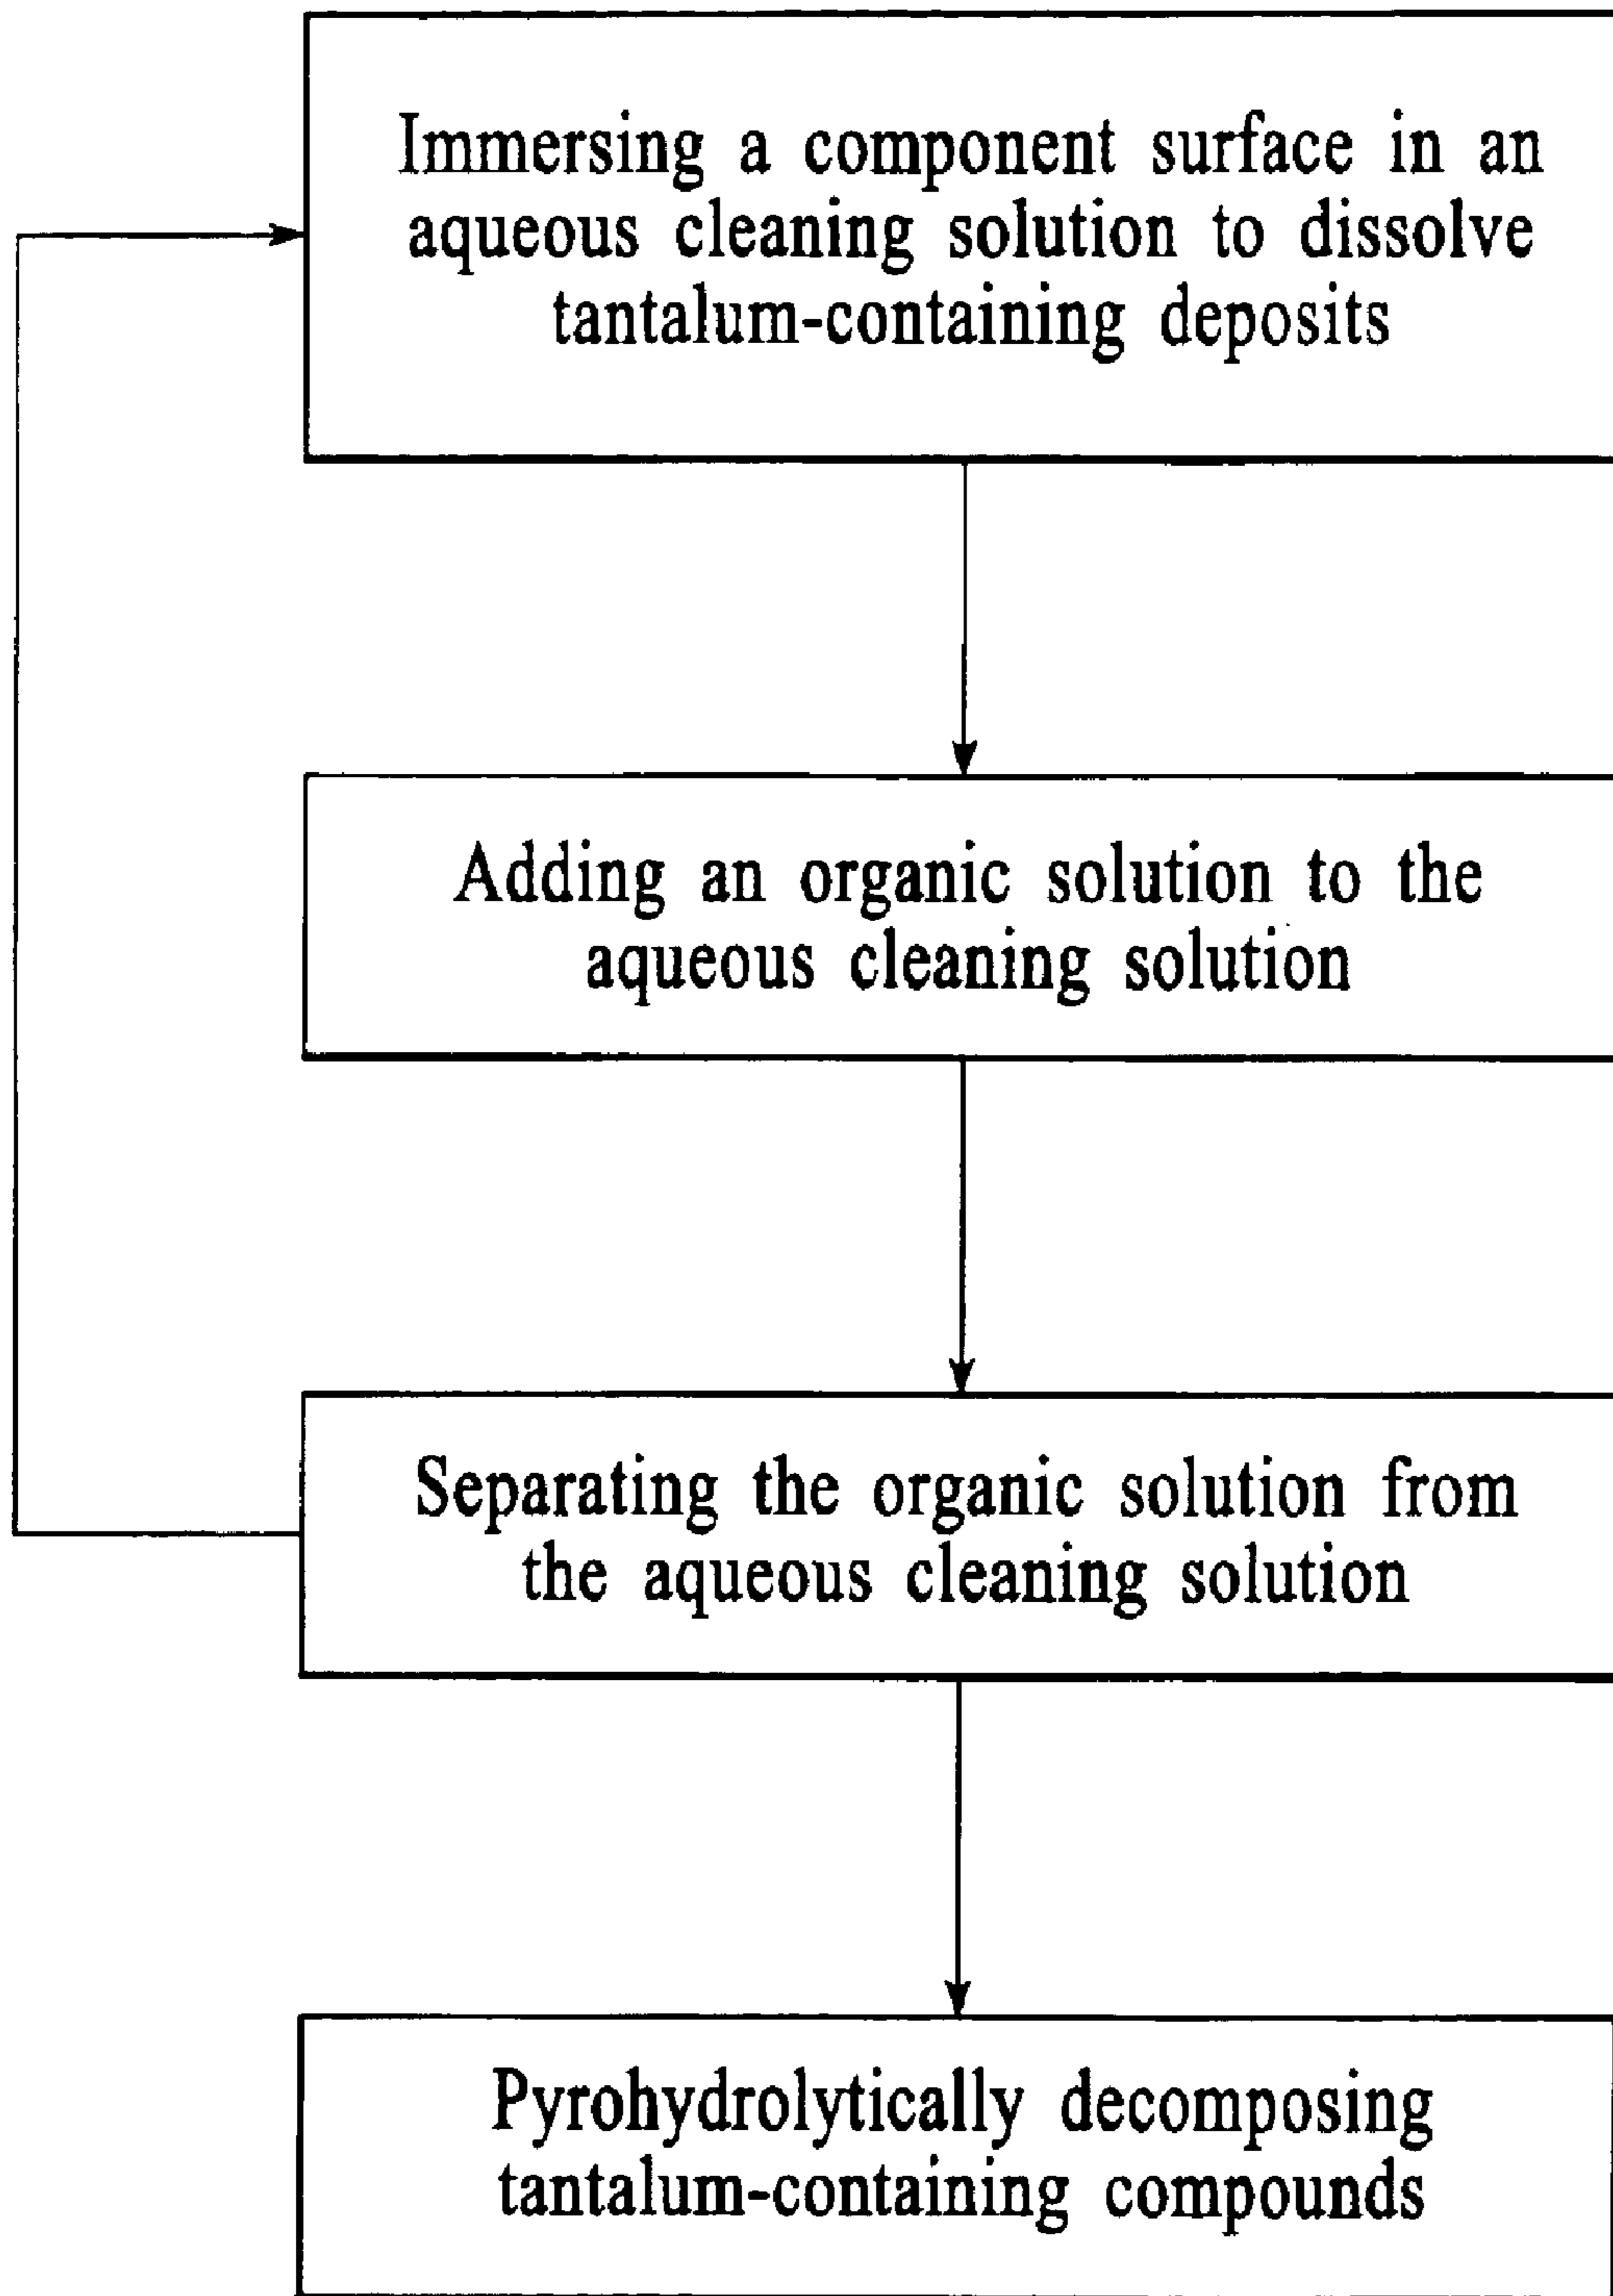 Immersing a component surface in an
aqueous cleaning solution to dissolve
tantalum-containing deposits
Adding an organic solution to the
aqueous cleaning solution
Separating the organic solution from
the aqueous cleaning solution
Pyrohydrolytically decomposing
tantalum-containing compounds